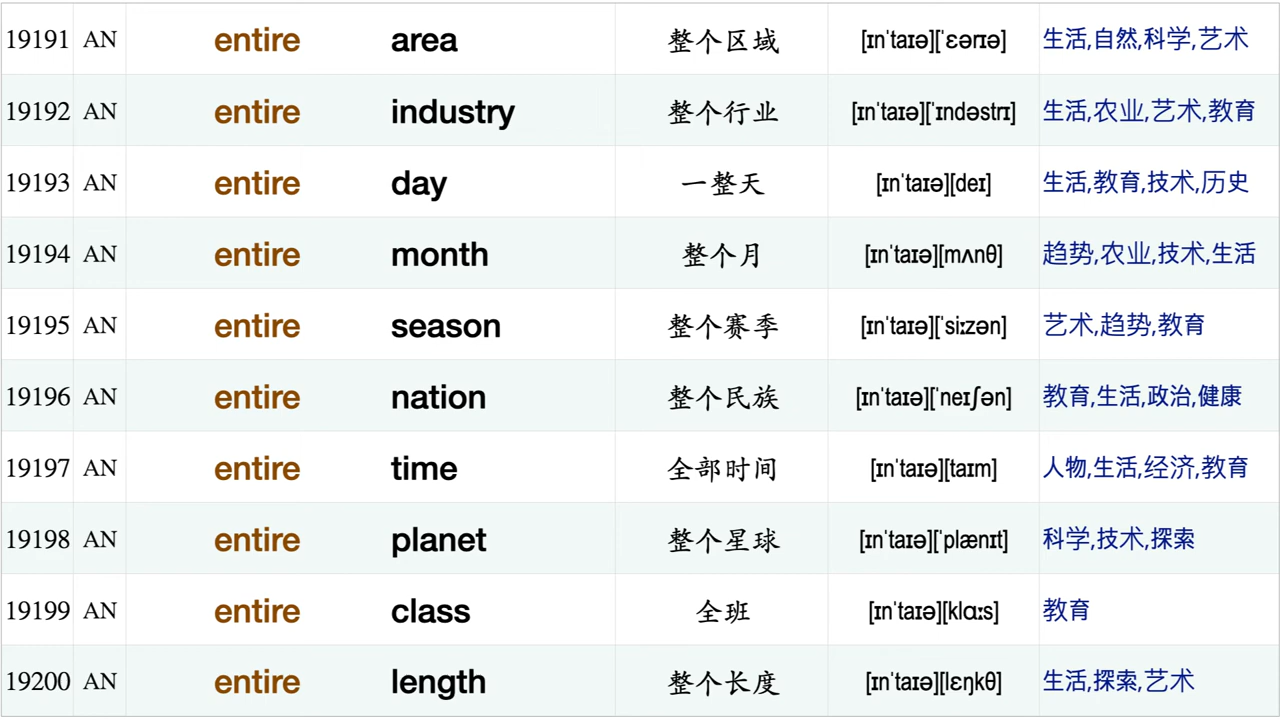 19191 AN entire area 整个区域 [ɪnˈtaɪə][ˈɛərɪə] 生活,自然,科学,艺术
19192 AN entire industry 整个行业 [ɪnˈtaɪə][ˈɪndəstrɪ] 生活,农业,艺术,教育
19193 AN entire day 一整天 [ɪnˈtaɪə][deɪ] 生活,教育,技术,历史
19194 AN entire month 整个月 [ɪnˈtaɪə][mʌnθ] 趋势,农业,技术,生活
19195 AN entire season 整个赛季 [ɪnˈtaɪə][ˈsiːzən] 艺术,趋势,教育
19196 AN entire nation 整个民族 [ɪnˈtaɪə][ˈneɪʃən] 教育,生活,政治,健康
19197 AN entire time 全部时间 [ɪnˈtaɪə][taɪm] 人物,生活,经济,教育
19198 AN entire planet 整个星球 [ɪnˈtaɪə][ˈplænɪt] 科学,技术,探索
19199 AN entire class 全班 [ɪnˈtaɪə][klɑːs] 教育
19200 AN entire length 整个长度 [ɪnˈtaɪə][lɛŋkθ] 生活,探索,艺术